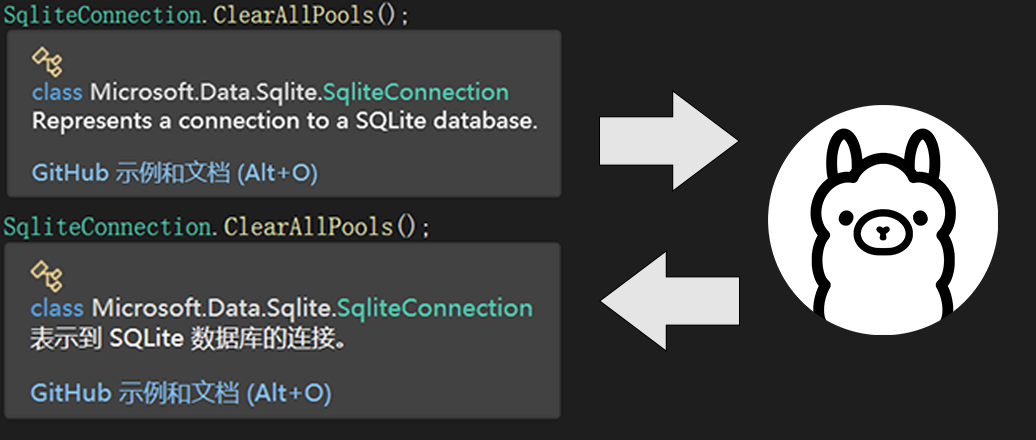 SqliteConnection.ClearAllPools();
class Microsoft.Data.Sqlite.SqliteConnection
Represents a connection to a SQLite database.
GitHub 示例和文档 (Alt+O)
SqliteConnection.ClearAllPools();
class Microsoft.Data.Sqlite.SqliteConnection
表示到 SQLite 数据库的连接。
GitHub 示例和文档 (Alt+O)